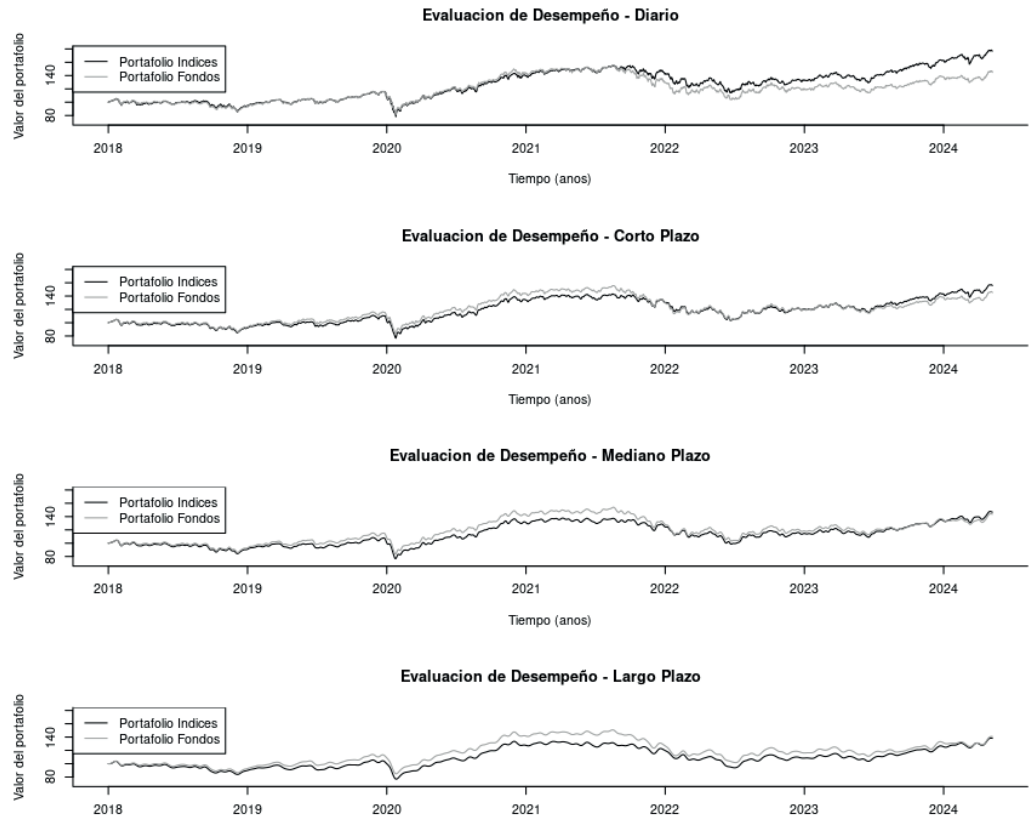 Evaluacion de Desempeño - Diario
Valor del portafolio
140
80
Portafolio Indices
Portafolio Fondos
2018 2019 2020 2021 2022 2023 2024
Tiempo (anos)
Evaluacion de Desempeño - Corto Plazo
Valor del portafolio
140
80
Portafolio Indices
Portafolio Fondos
2018 2019 2020 2021 2022 2023 2024
Tiempo (anos)
Evaluacion de Desempeño - Mediano Plazo
Valor del portafolio
140
80
Portafolio Indices
Portafolio Fondos
2018 2019 2020 2021 2022 2023 2024
Tiempo (anos)
Evaluacion de Desempeño - Largo Plazo
Valor del portafolio
140
80
Portafolio Indices
Portafolio Fondos
2018 2019 2020 2021 2022 2023 2024